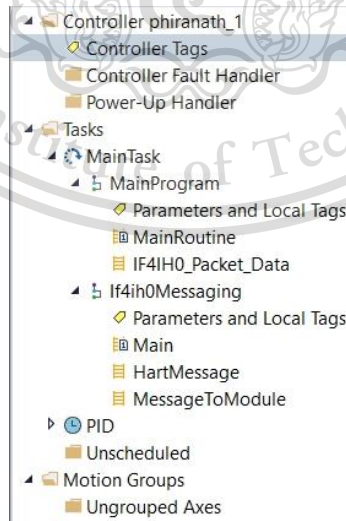 Controller phiranath_1
Controller Tags
Controller Fault Handler
Power-Up Handler
Tasks
MainTask
MainProgram
Parameters and Local Tags
MainRoutine
IF4IH0_Packet_Data
If4ih0Messaging
Parameters and Local Tags
Main
HartMessage
MessageToModule
PID
Unscheduled
Motion Groups
Ungrouped Axes